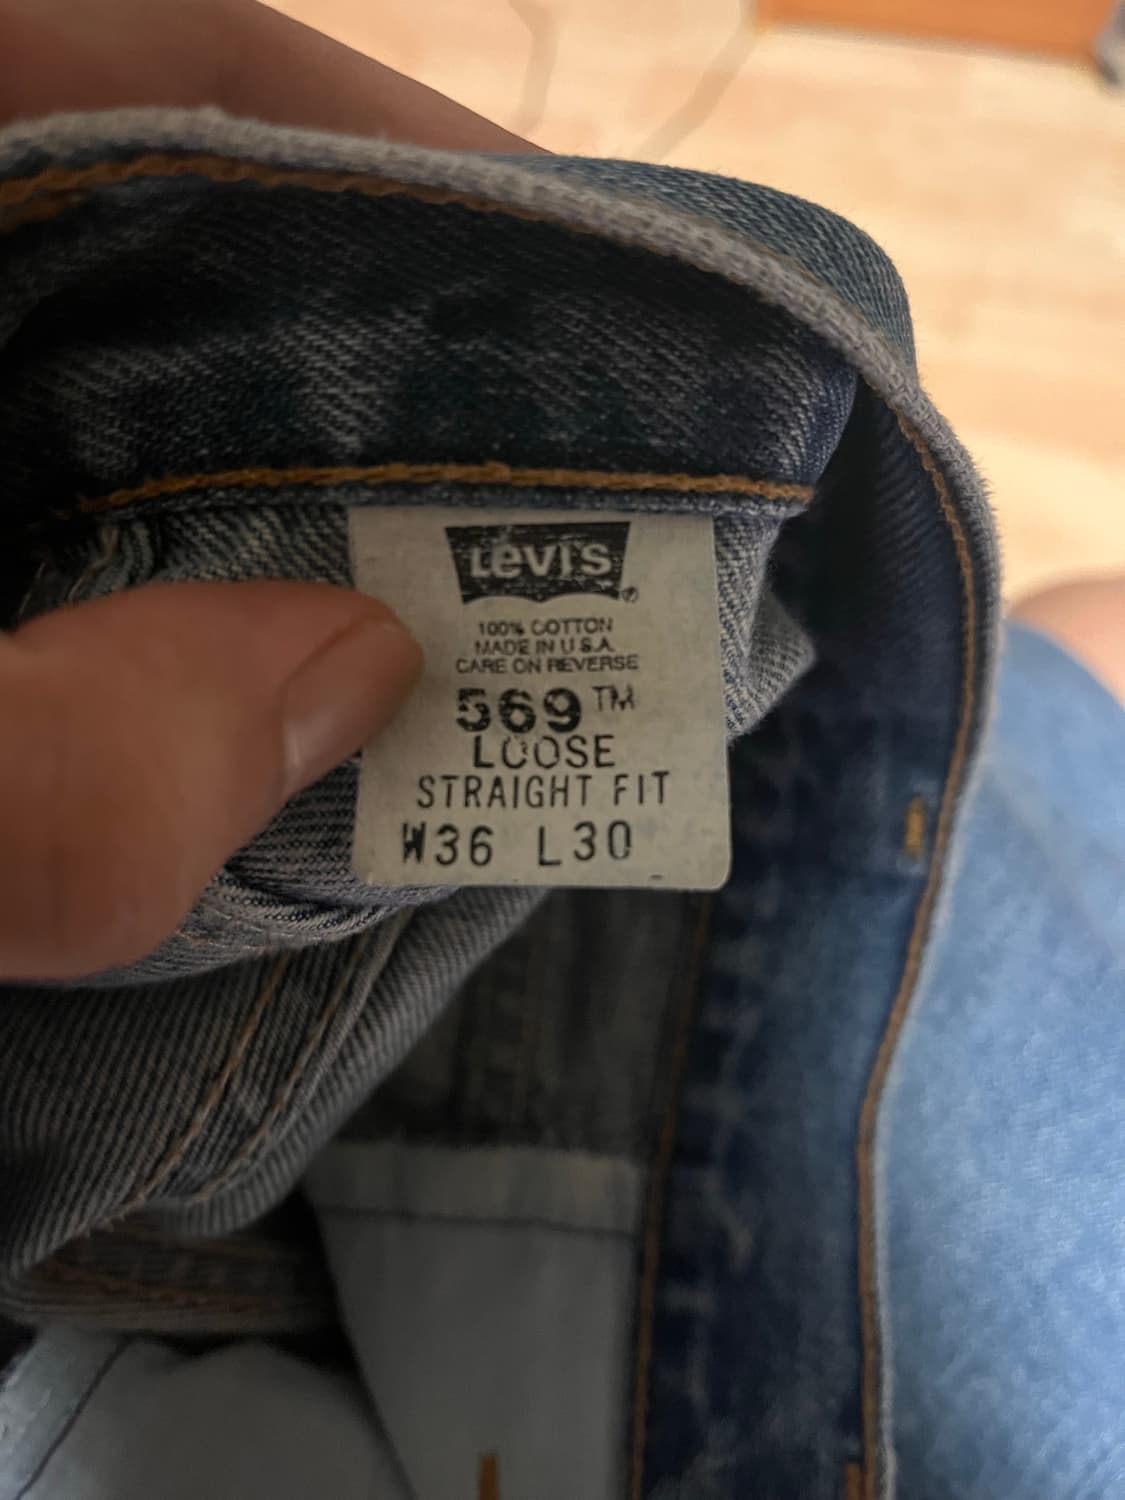 Levi's®
100% COTTON
MADE IN U.S.A.
CARE ON REVERSE
569™
LOOSE
STRAIGHT FIT
W36 L30